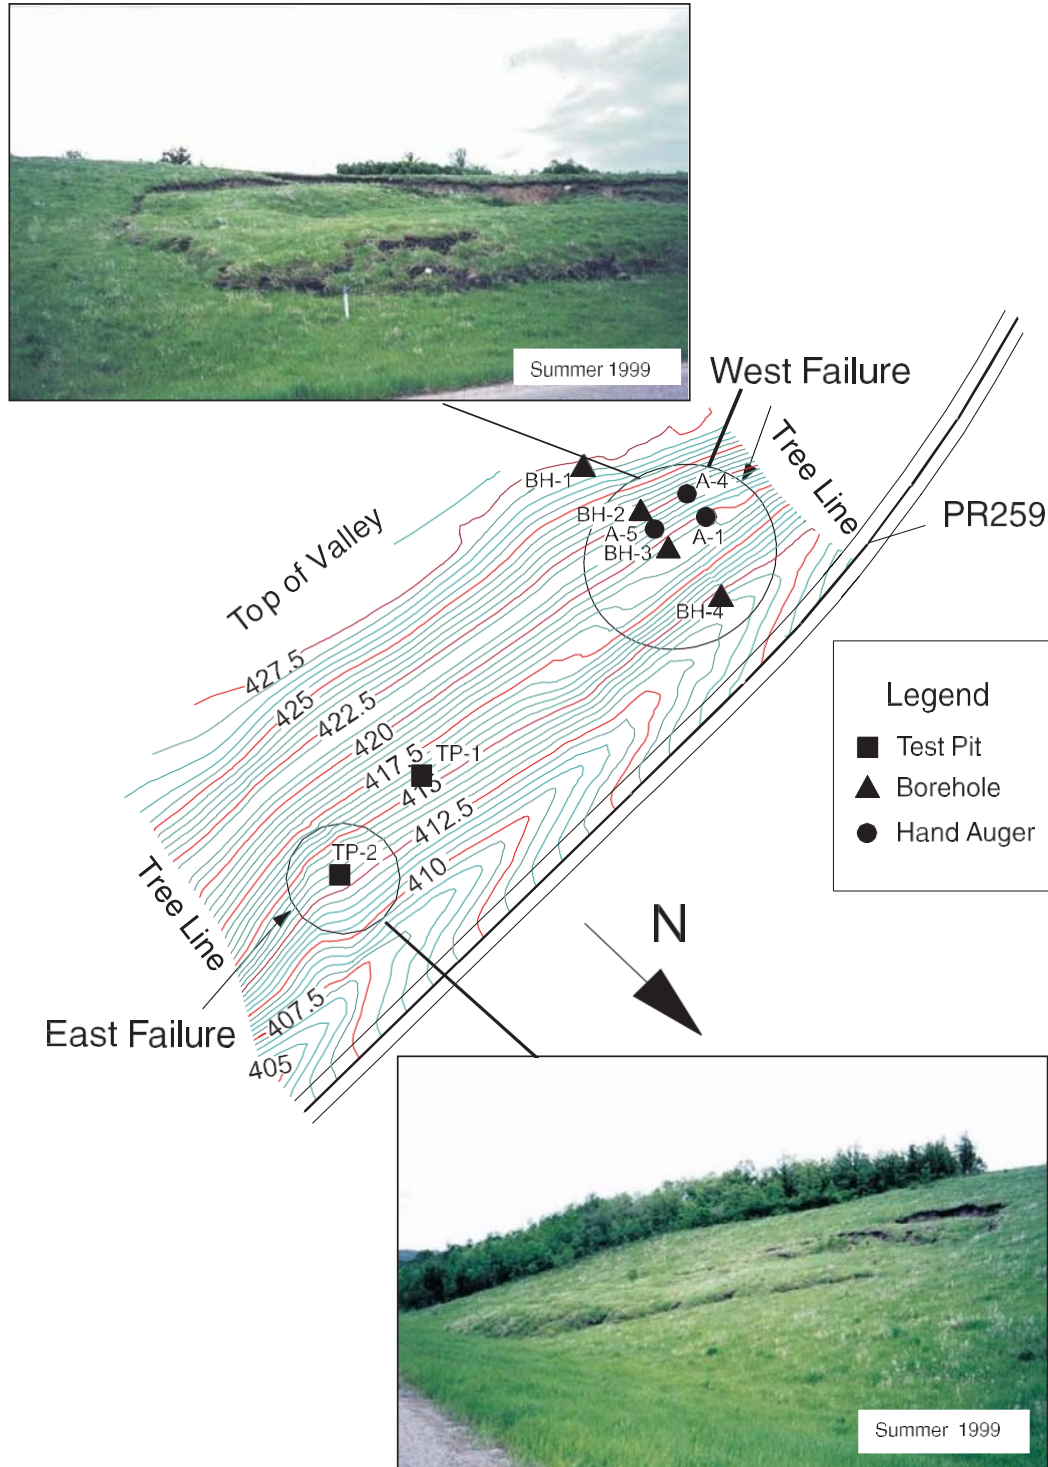 Summer 1999
West Failure
Tree Line
PR259
BH-1
A-4
BH-2
A-5
A-1
BH-3
BH-4
Top of Valley
427.5
425
422.5
420
417.5
TP-1
415
412.5
TP-2
410
Legend
Test Pit
Borehole
Hand Auger
Tree Line
N
East Failure
407.5
405
Summer 1999